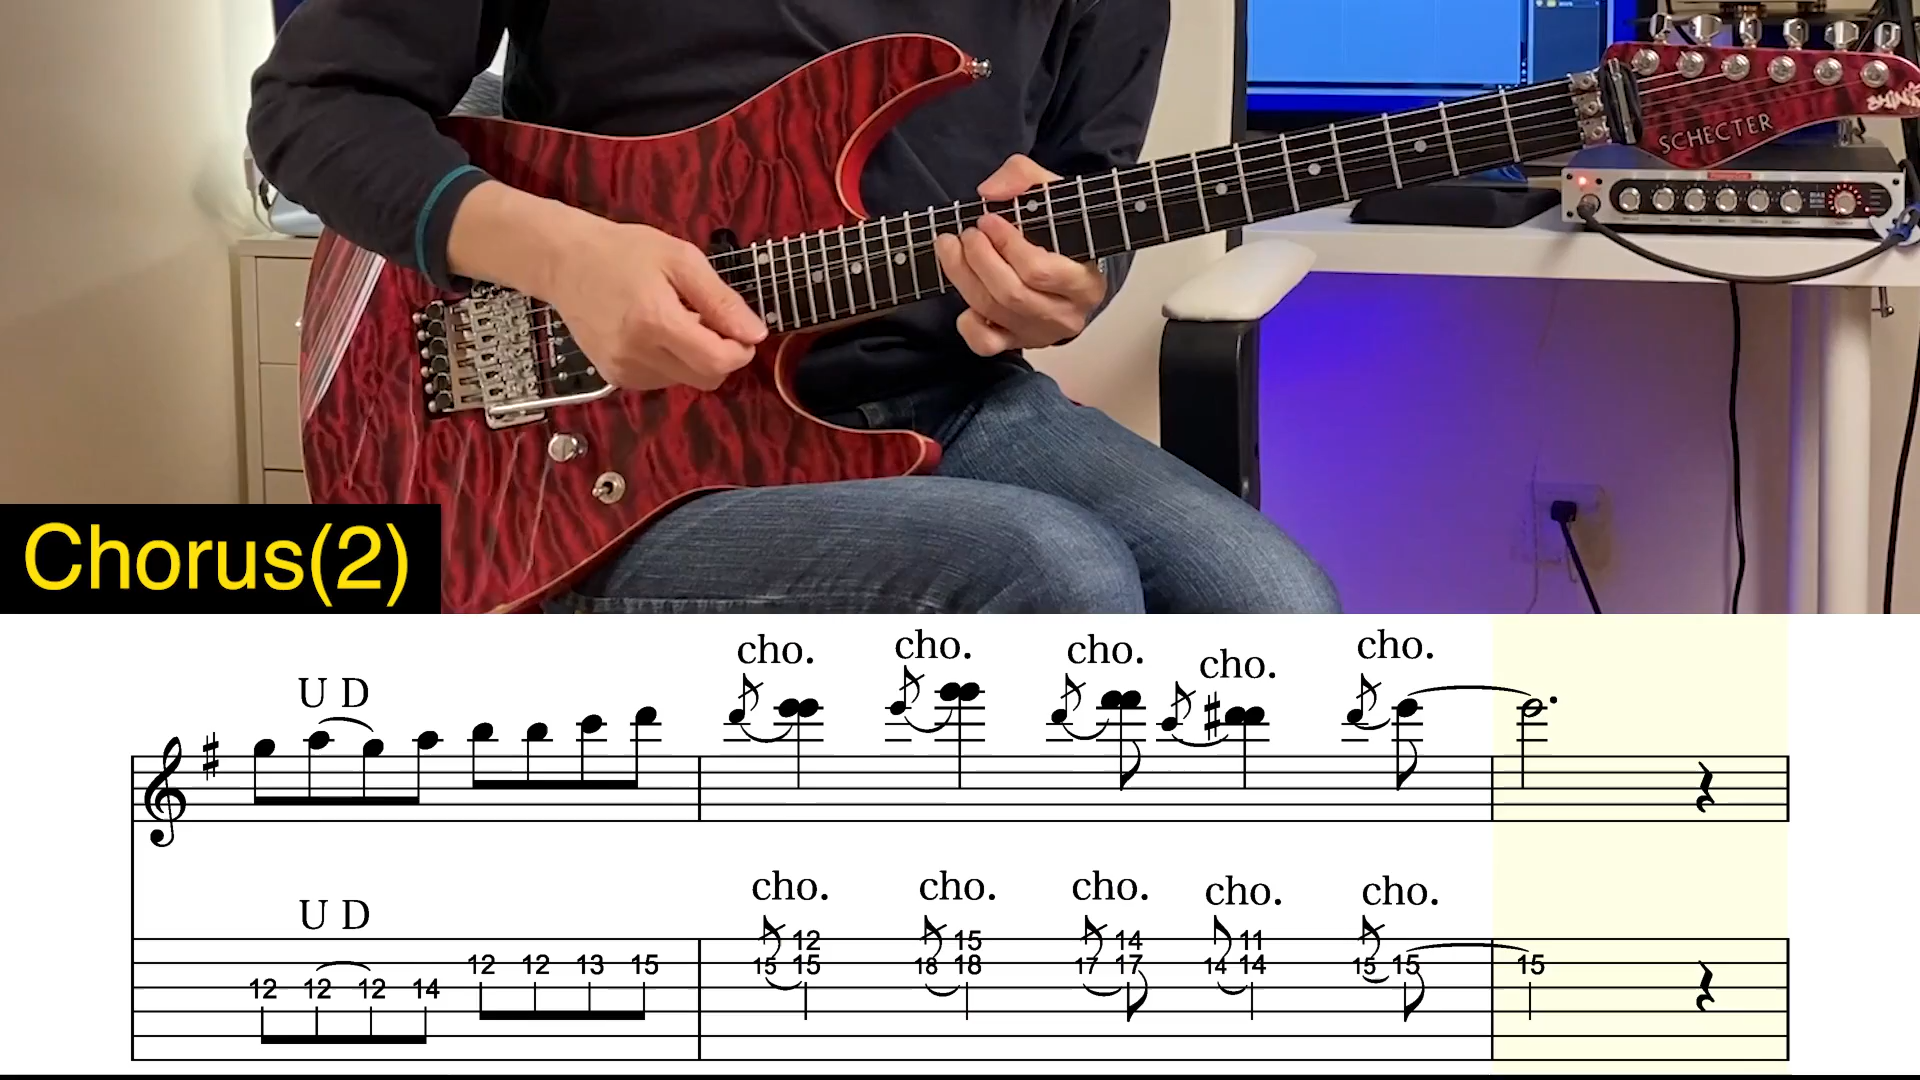 SCHECTER
Chorus(2)
cho. cho. cho. cho. cho.
U D
cho. cho. cho. cho. cho.
U D
12 15 14 11
12 12 13 15 15 15 18 18 17 17 14 14 15 15 15
12 12 12 14